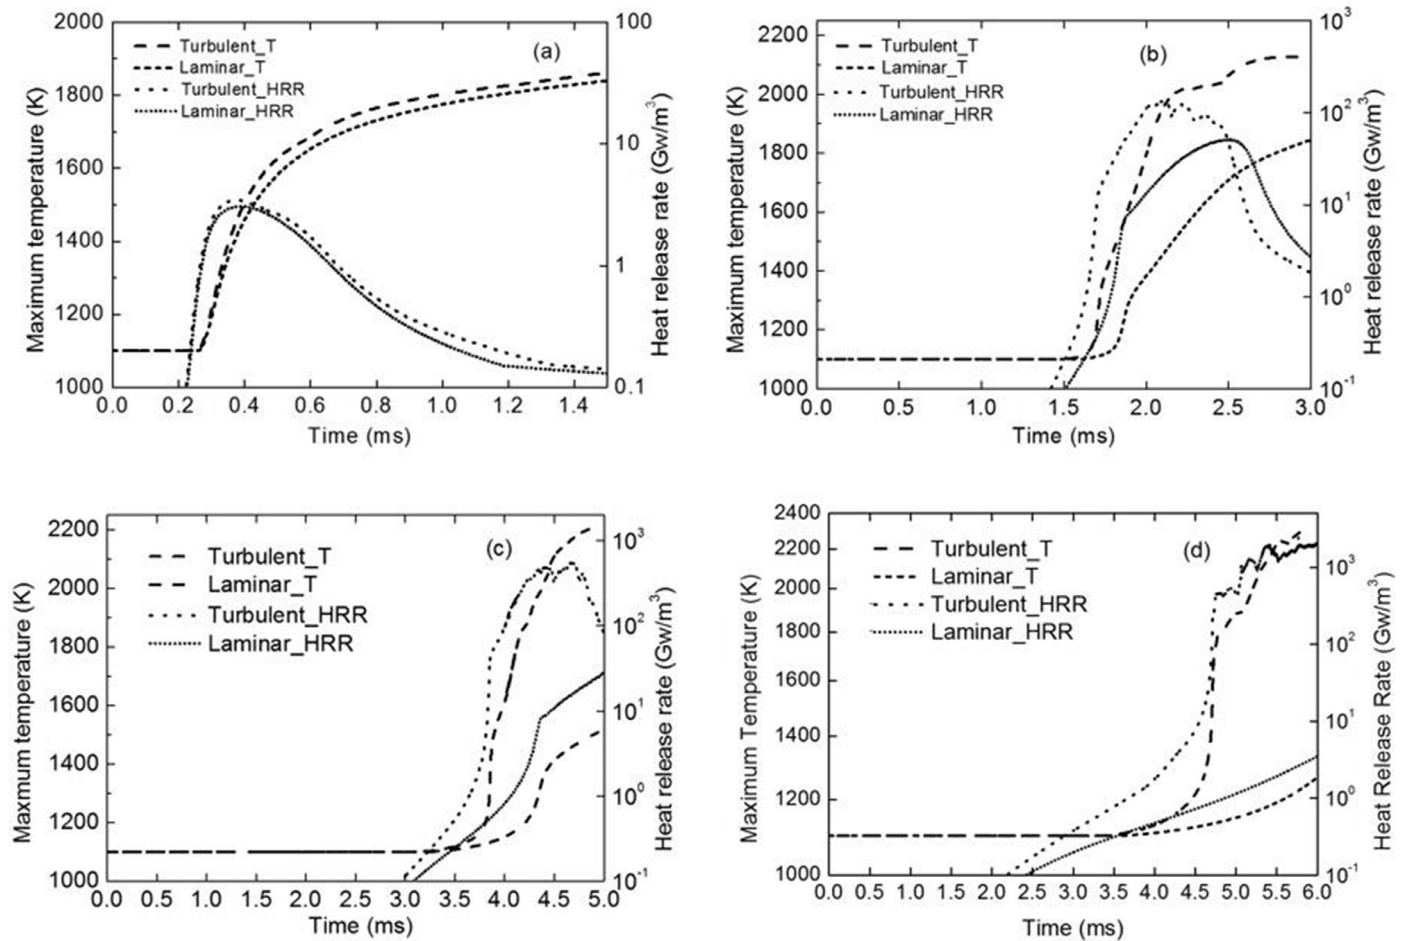 2000
1800
1600
1400
1200
1000
Maximum temperature (K)
Turbulent_T
Laminar_T
Turbulent_HRR
Laminar_HRR
(a)
100
10
1
0.1
Heat release rate (Gw/m³)
0.0 0.2 0.4 0.6 0.8 1.0 1.2 1.4
Time (ms)
2200
2000
1800
1600
1400
1200
1000
Maximum temperature (K)
Turbulent_T
Laminar_T
Turbulent_HRR
Laminar_HRR
(b)
10³
10²
10¹
10⁰
10⁻¹
Heat release rate (Gw/m³)
0.0 0.5 1.0 1.5 2.0 2.5 3.0
Time (ms)
2200
2000
1800
1600
1400
1200
1000
Maxmum temperature (K)
Turbulent_T
Laminar_T
Turbulent_HRR
Laminar_HRR
(c)
10³
10²
10¹
10⁰
10⁻¹
Heat release rate (Gw/m³)
0.0 0.5 1.0 1.5 2.0 2.5 3.0 3.5 4.0 4.5 5.0
Time (ms)
2400
2200
2000
1800
1600
1400
1200
1000
Maximum Temperature (K)
Turbulent_T
Laminar_T
Turbulent_HRR
Laminar_HRR
(d)
10³
10²
10¹
10⁰
10⁻¹
Heat Release Rate (Gw/m³)
0.0 0.5 1.0 1.5 2.0 2.5 3.0 3.5 4.0 4.5 5.0 5.5 6.0
Time (ms)